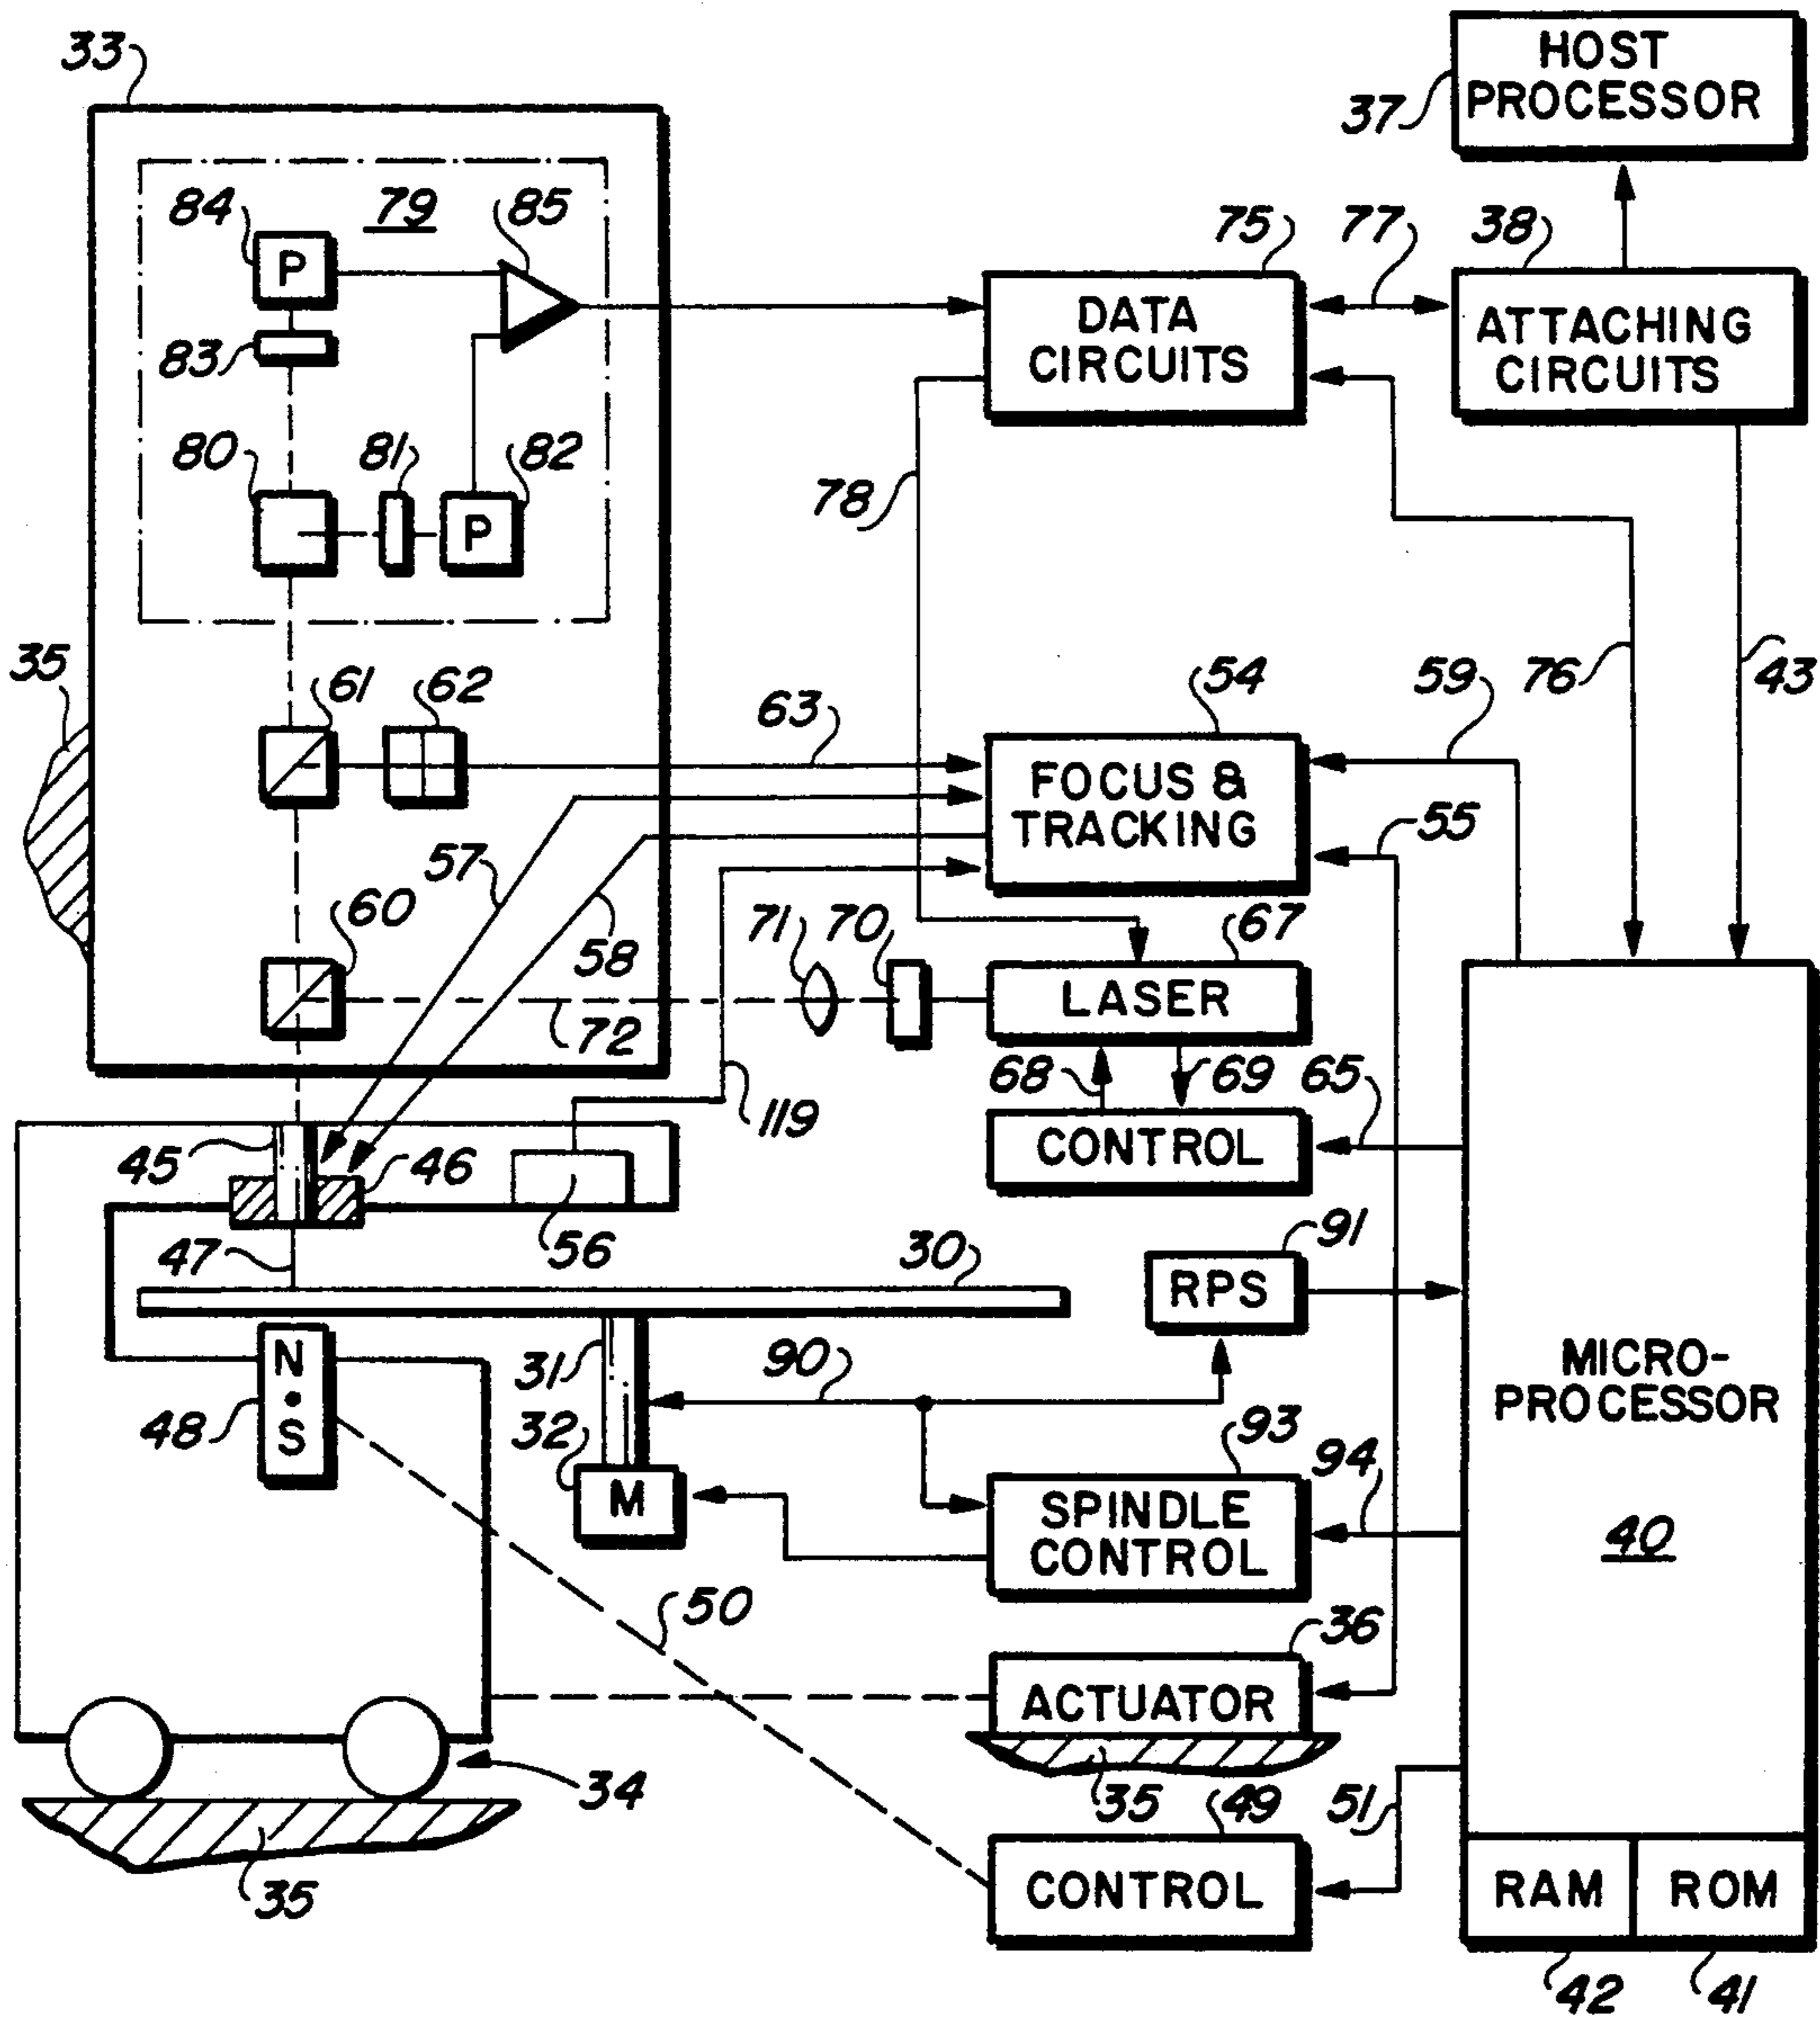 33
HOST
PROCESSOR
37
84
79
85
75
77
38
P
DATA
CIRCUITS
ATTACHING
CIRCUITS
83
80
81
82
P
78
35
61
62
63
54
59
76
43
FOCUS &
TRACKING
55
57
58
60
71
70
67
LASER
72
68
69
65
119
45
46
CONTROL
56
47
30
91
RPS
N
S
31
90
MICRO-
PROCESSOR
48
32
93
94
M
SPINDLE
CONTROL
40
50
36
ACTUATOR
34
35
49
51
35
CONTROL
RAM
ROM
42
41